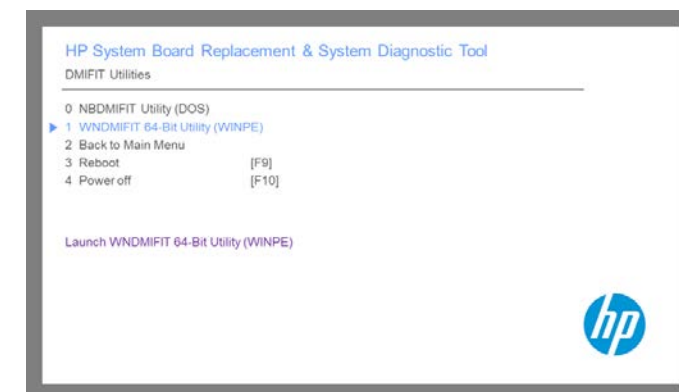 HP System Board Replacement & System Diagnostic Tool
DMIFIT Utilities
0 NBDMIFIT Utility (DOS)
1 WNDMIFIT 64-Bit Utility (WINPE)
2 Back to Main Menu
3 Reboot [F9]
4 Power off [F10]
Launch WNDMIFIT 64-Bit Utility (WINPE)
hp